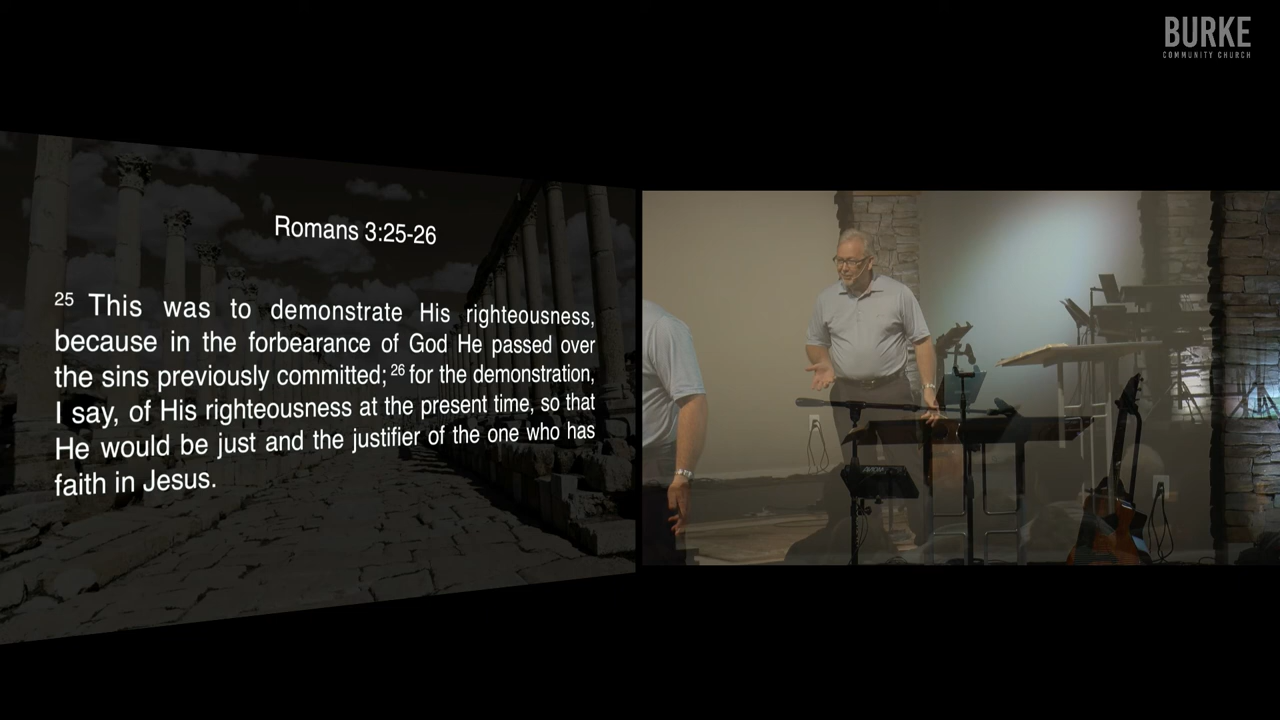 BURKE
COMMUNITY CHURCH
Romans 3:25-26
25 This was to demonstrate His righteousness,
because in the forbearance of God He passed over
the sins previously committed; 26 for the demonstration,
I say, of His righteousness at the present time, so that
He would be just and the justifier of the one who has
faith in Jesus.